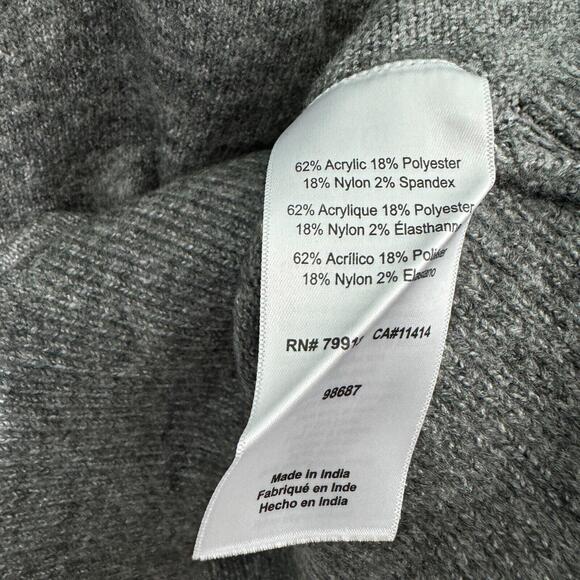 62% Acrylic 18% Polyester
18% Nylon 2% Spandex
62% Acrylique 18% Polyester
18% Nylon 2% Élasthann
62% Acrílico 18%
18% Nylon 2%
RN# CA#11414
98687
Made in India
Fabriqué en Inde
Hecho en India